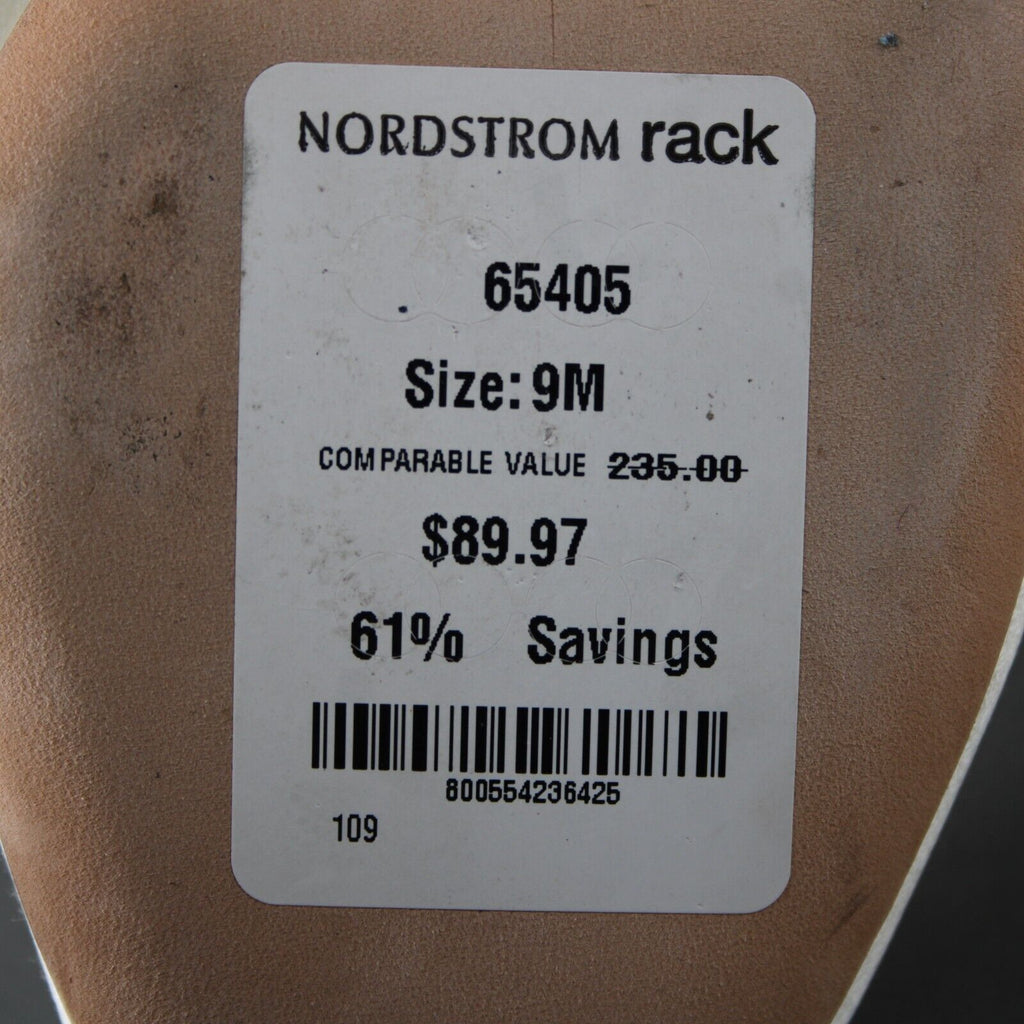 NORDSTROM rack
65405
Size: 9M
COMPARABLE VALUE 235.00
$89.97
61% Savings
800554236425
109